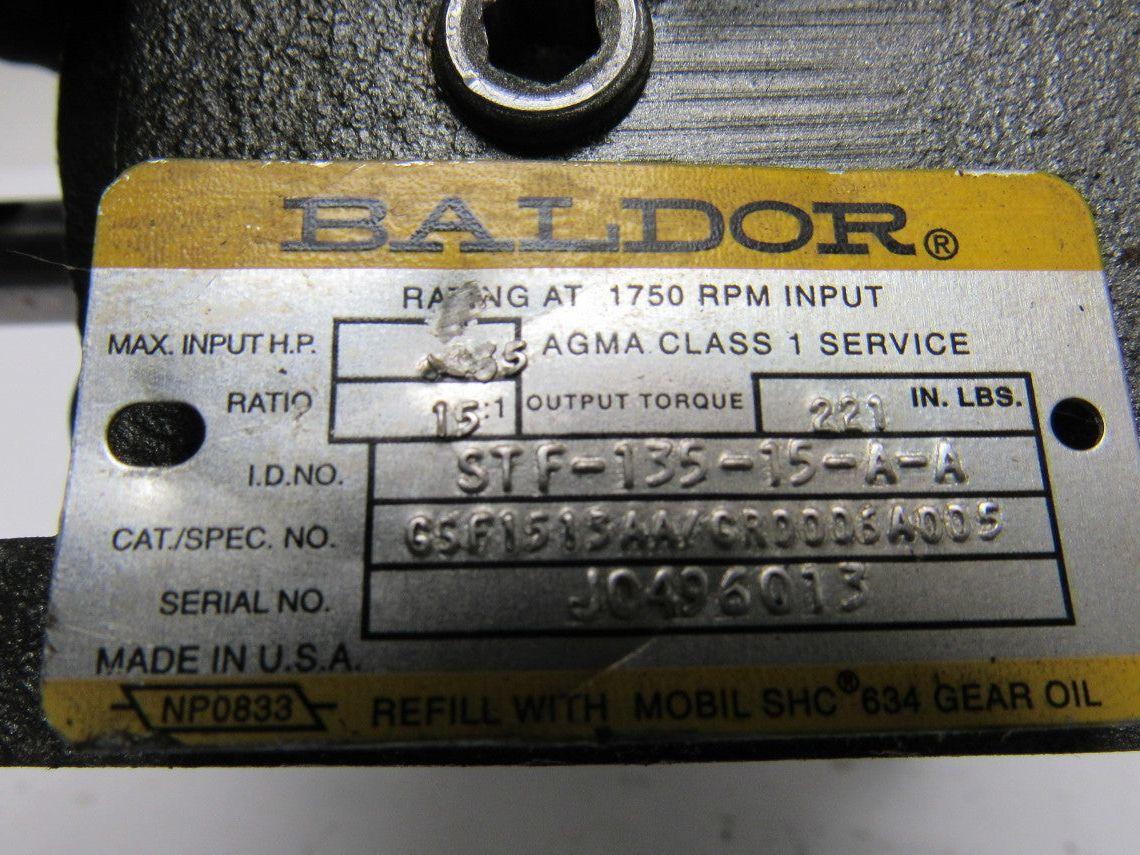 BALDOR®
RATING AT 1750 RPM INPUT
MAX. INPUT H.P. AGMA CLASS 1 SERVICE
RATIO 15:1 OUTPUT TORQUE 221 IN. LBS.
I.D.NO. STF-135-15-A-A
CAT./SPEC. NO. GSF1513AA/GR0006A005
SERIAL NO. J0496013
MADE IN U.S.A.
NP0833 REFILL WITH MOBIL SHC® 634 GEAR OIL